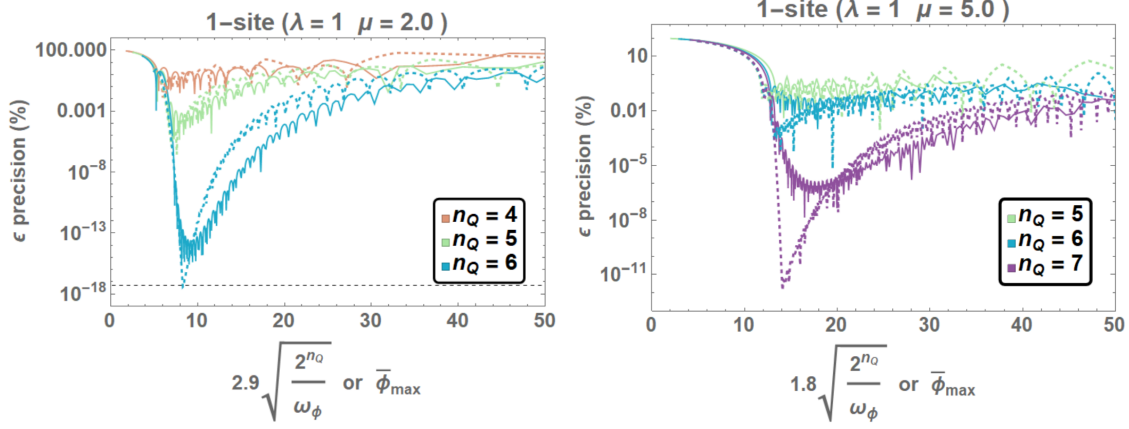 1-site (λ = 1 μ = 2.0 )
ϵ precision (%)
100.000
0.001
10⁻⁸
10⁻¹³
10⁻¹⁸
n_Q = 4
n_Q = 5
n_Q = 6
0 10 20 30 40 50
2.9 √(2^{n_Q}/ω_ϕ) or ϕ̅_max
1-site (λ = 1 μ = 5.0 )
ϵ precision (%)
10
0.01
10⁻⁵
10⁻⁸
10⁻¹¹
n_Q = 5
n_Q = 6
n_Q = 7
0 10 20 30 40 50
1.8 √(2^{n_Q}/ω_ϕ) or ϕ̅_max